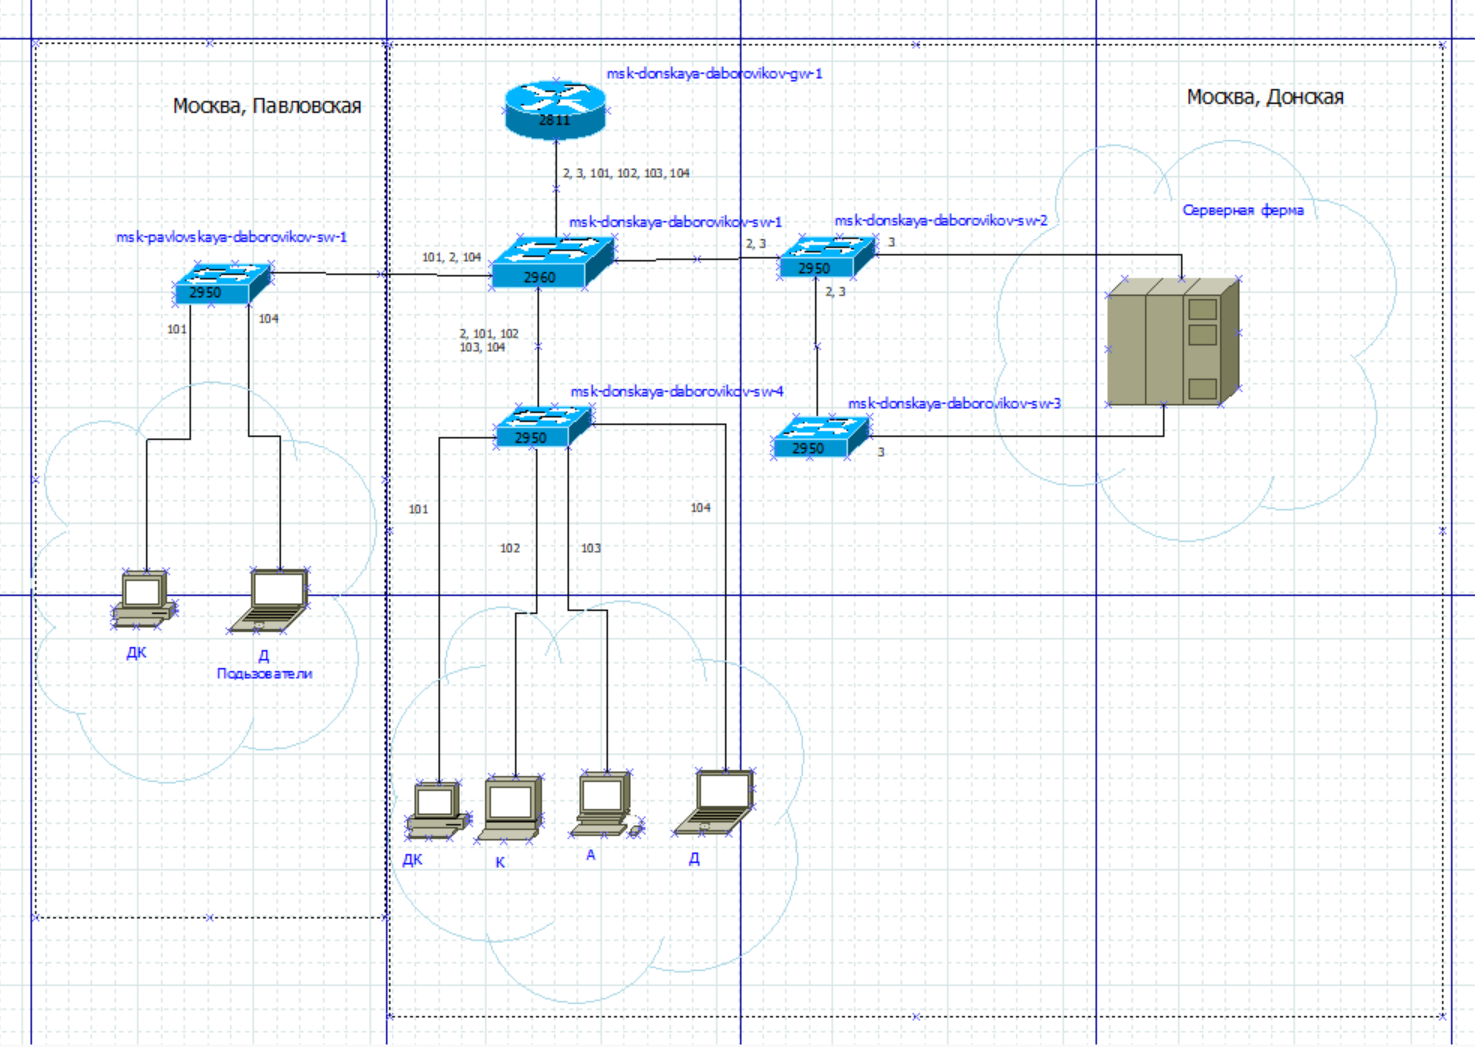 msk-donskaya-daborovikov-gw-1
Москва, Павловская
Москва, Донская
2811
2, 3, 101, 102, 103, 104
Серверная ферма
msk-donskaya-daborovikov-sw-1
msk-donskaya-daborovikov-sw-2
msk-pavlovskaya-daborovikov-sw-1
2, 3
3
101, 2, 104
2960
2950
2950
2, 3
104
101
2, 101, 102
103, 104
msk-donskaya-daborovikov-sw-4
msk-donskaya-daborovikov-sw-3
2950
2950
3
101
104
102
103
ДК
Д
Пользователи
ДК
К
А
Д